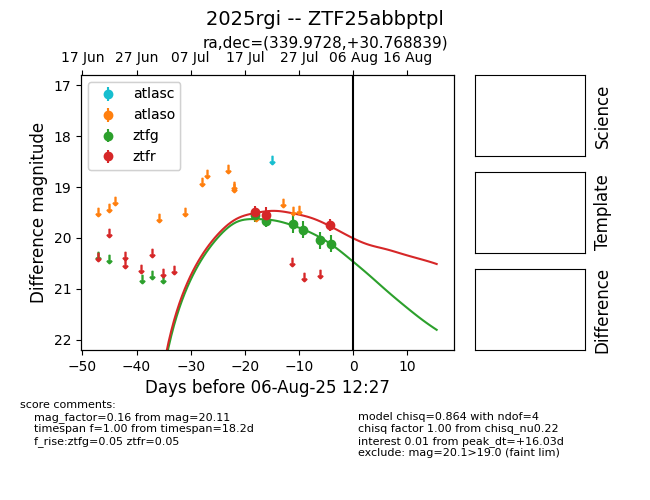 2025rgi -- ZTF25abbptpl
ra,dec=(339.9728,+30.768839)
17 Jun 27 Jun 07 Jul 17 Jul 27 Jul 06 Aug 16 Aug
17
18
19
20
21
22
Difference magnitude
atlasc
atlaso
ztfg
ztfr
−50 −40 −30 −20 −10 0 10
Days before 06-Aug-25 12:27
Science
Template
Difference
score comments:
mag_factor=0.16 from mag=20.11
timespan f=1.00 from timespan=18.2d
f_rise:ztfg=0.05 ztfr=0.05
model chisq=0.864 with ndof=4
chisq factor 1.00 from chisq_nu0.22
interest 0.01 from peak_dt=+16.03d
exclude: mag=20.1>19.0 (faint lim)